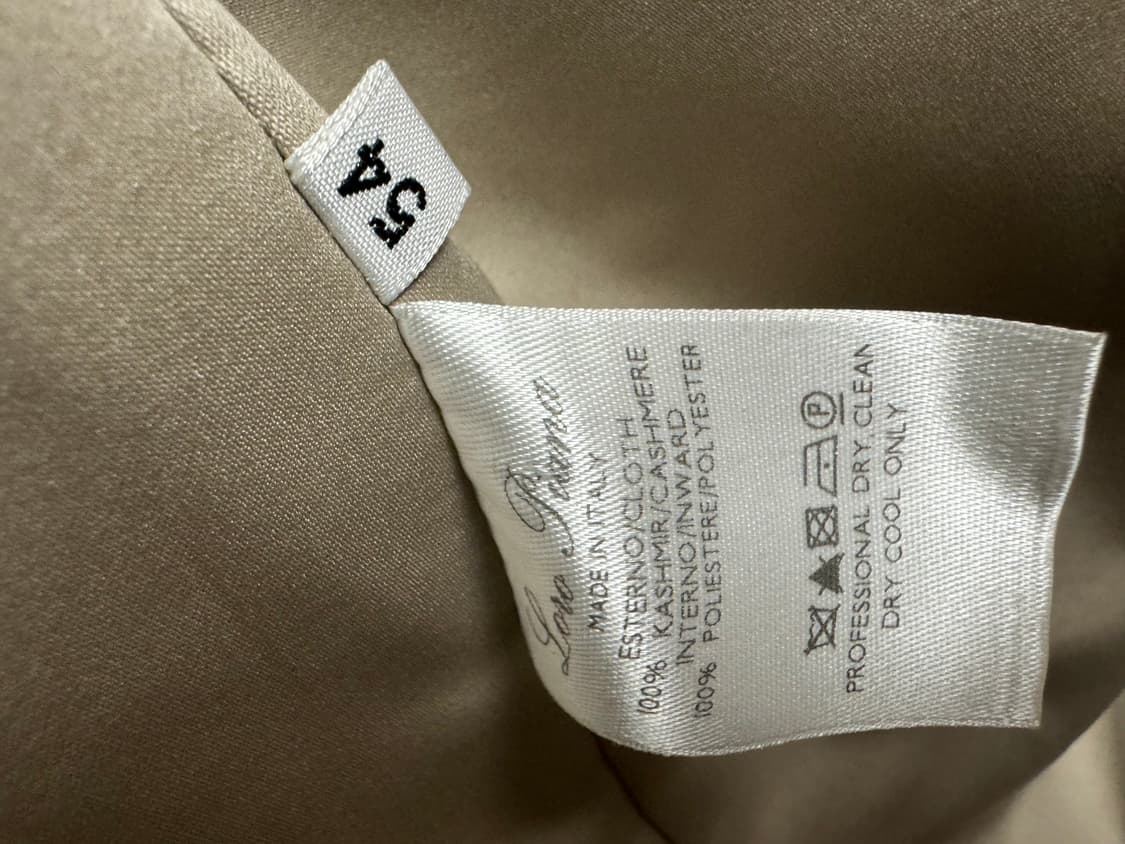 54
Loro Piana
MADE IN ITALY
ESTERNO/CLOTH
100% KASHMIR/CASHMERE
INTERNO/INWARD
100% POLIESTERE/POLYESTER
P
PROFESSIONAL DRY.CLEAN
DRY COOL ONLY